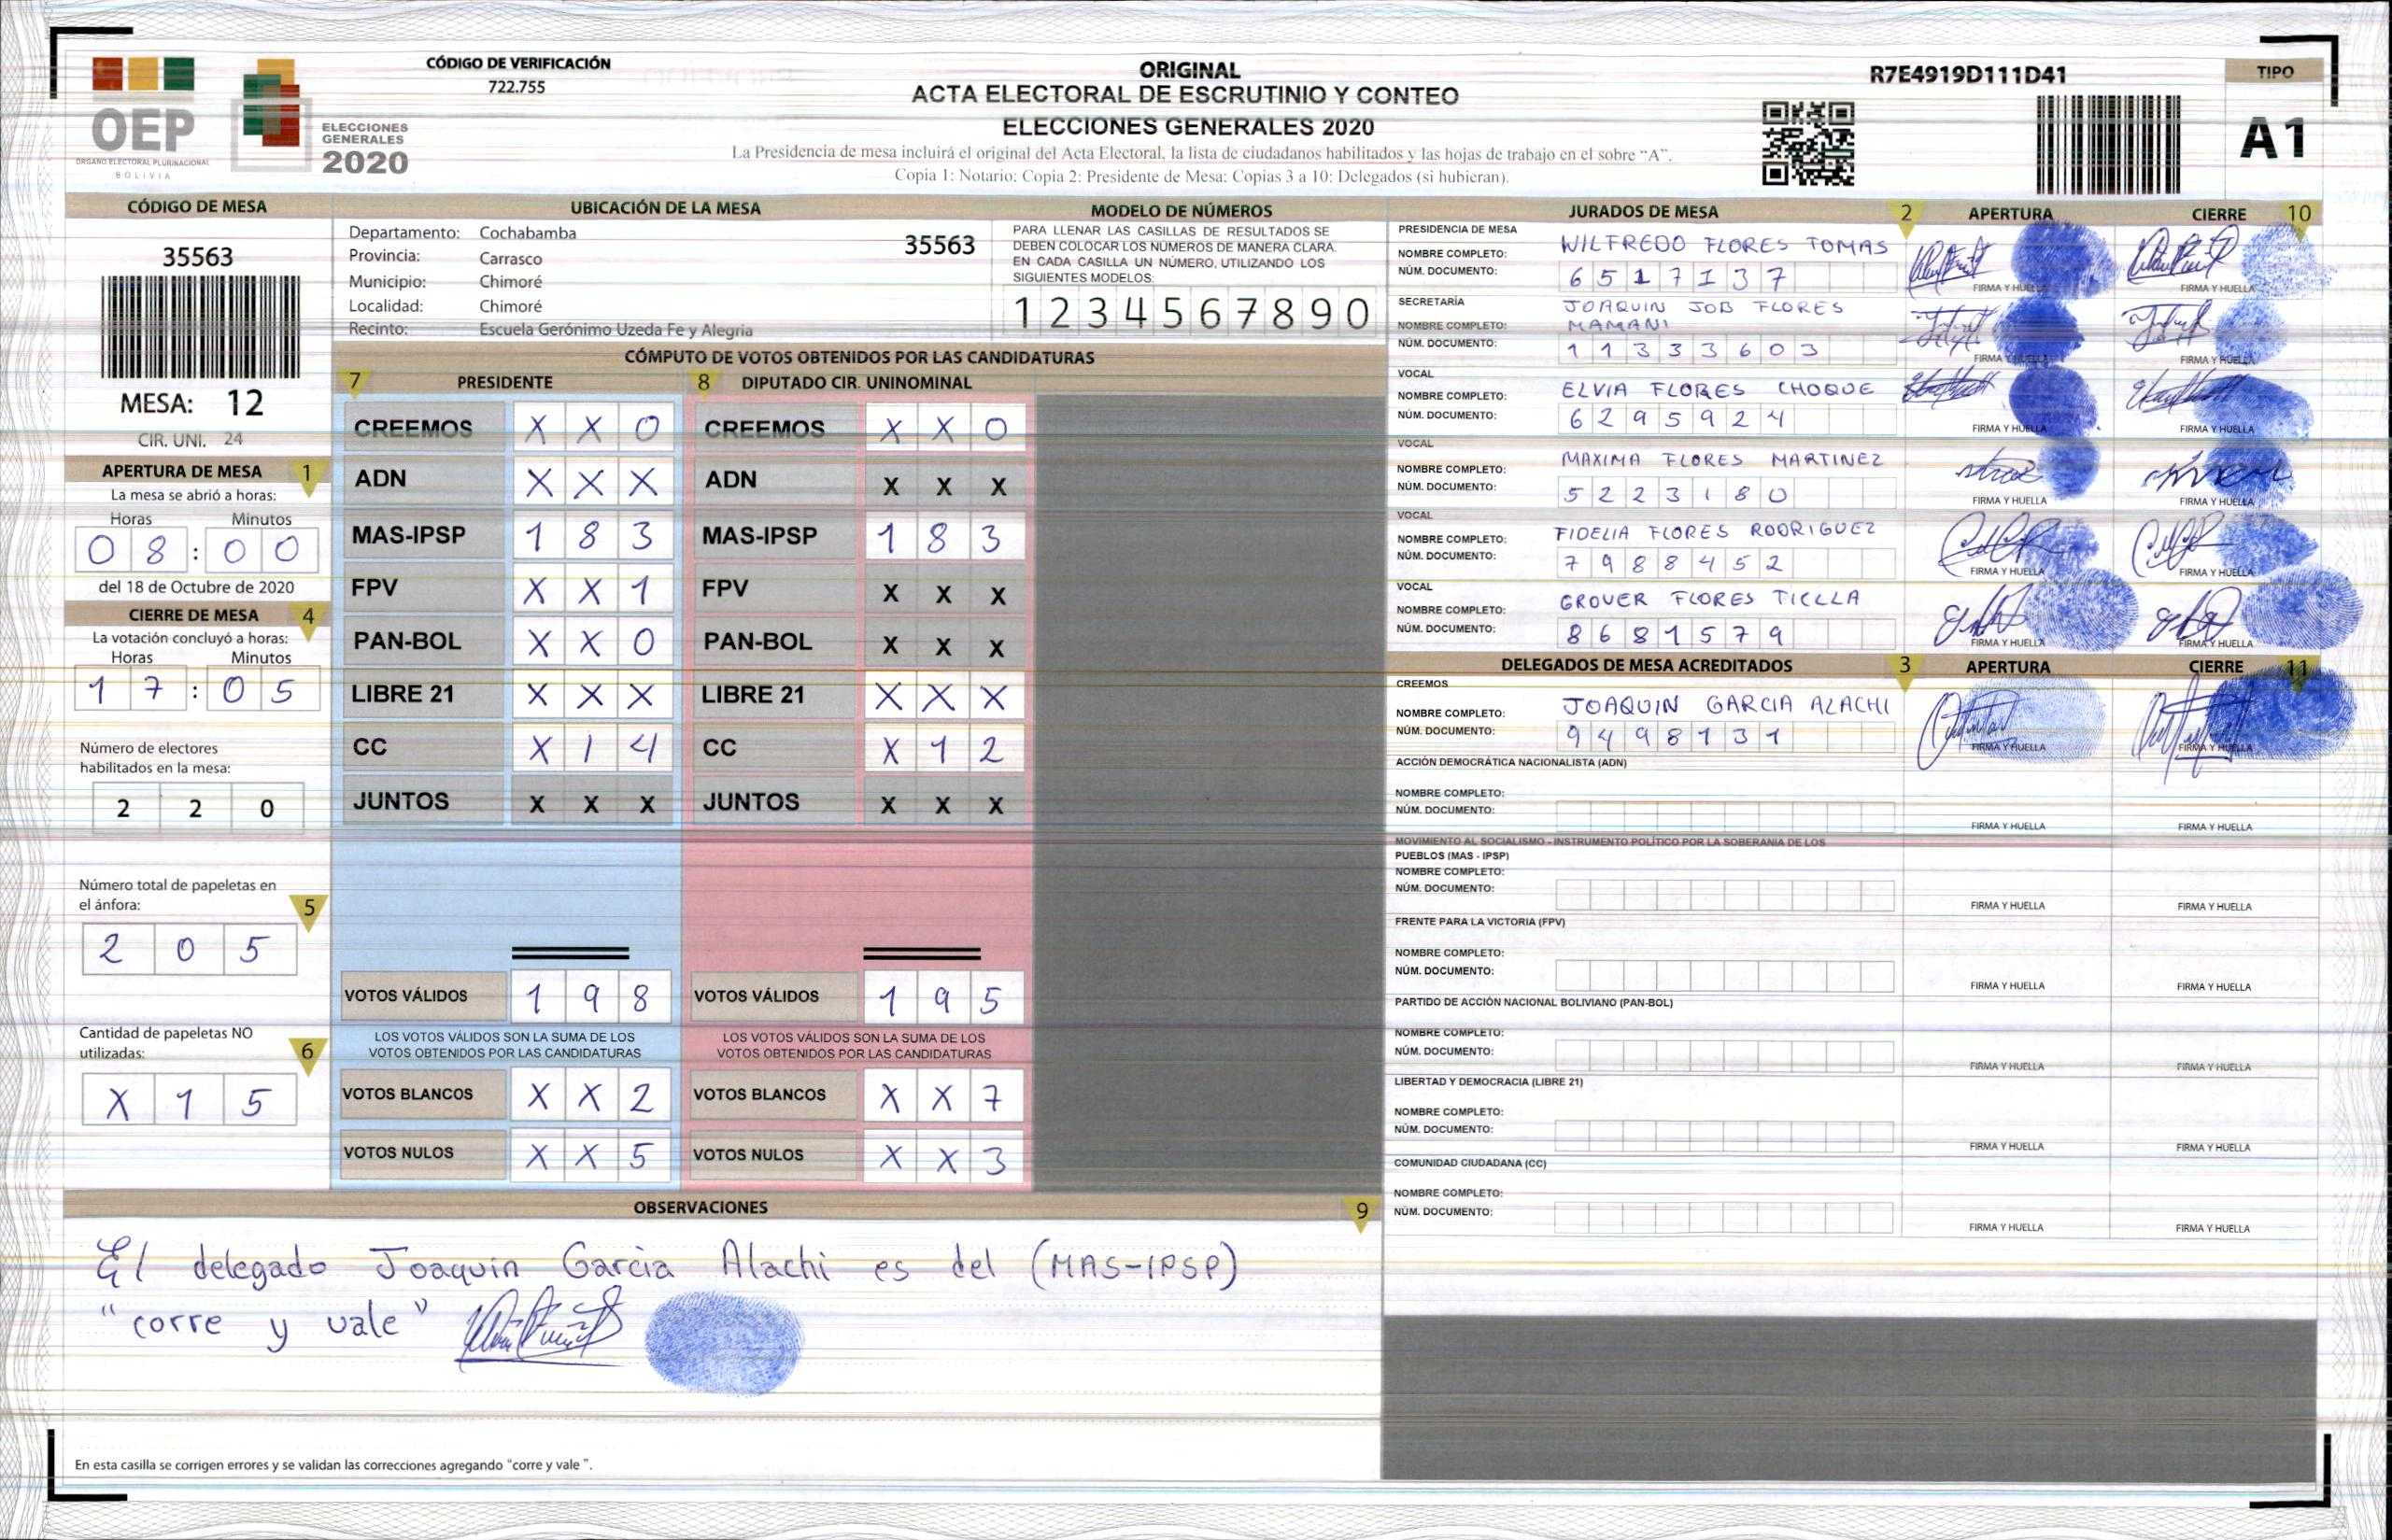 OEP
ÓRGANO ELECTORAL PLURINACIONAL
BOLIVIA
ELECCIONES
GENERALES
2020
CÓDIGO DE VERIFICACIÓN
722.755
ORIGINAL
ACTA ELECTORAL DE ESCRUTINIO Y CONTEO
ELECCIONES GENERALES 2020
La Presidencia de mesa incluirá el original del Acta Electoral, la lista de ciudadanos habilitados y las hojas de trabajo en el sobre “A”.
Copia 1: Notario: Copia 2: Presidente de Mesa: Copias 3 a 10: Delegados (si hubieran).
R7E4919D111D41
TIPO
A1
CÓDIGO DE MESA
35563
MESA: 12
CIR. UNI. 24
APERTURA DE MESA 1
La mesa se abrió a horas:
Horas Minutos
0 8 : 0 0
del 18 de Octubre de 2020
CIERRE DE MESA 4
La votación concluyó a horas:
Horas Minutos
1 7 : 0 5
Número de electores
habilitados en la mesa:
2 2 0
Número total de papeletas en
el ánfora: 5
2 0 5
Cantidad de papeletas NO
utilizadas: 6
X 1 5
UBICACIÓN DE LA MESA
Departamento: Cochabamba 35563
Provincia: Carrasco
Municipio: Chimoré
Localidad: Chimoré
Recinto: Escuela Gerónimo Uzeda Fe y Alegria
MODELO DE NÚMEROS
PARA LLENAR LAS CASILLAS DE RESULTADOS SE
DEBEN COLOCAR LOS NÚMEROS DE MANERA CLARA.
EN CADA CASILLA UN NÚMERO, UTILIZANDO LOS
SIGUIENTES MODELOS:
1 2 3 4 5 6 7 8 9 0
CÓMPUTO DE VOTOS OBTENIDOS POR LAS CANDIDATURAS
7 PRESIDENTE 8 DIPUTADO CIR. UNINOMINAL
CREEMOS X X 0 CREEMOS X X 0
ADN X X X ADN X X X
MAS-IPSP 1 8 3 MAS-IPSP 1 8 3
FPV X X 1 FPV X X X
PAN-BOL X X 0 PAN-BOL X X X
LIBRE 21 X X X LIBRE 21 X X X
CC X 1 4 CC X 1 2
JUNTOS X X X JUNTOS X X X
VOTOS VÁLIDOS 1 9 8 VOTOS VÁLIDOS 1 9 5
LOS VOTOS VÁLIDOS SON LA SUMA DE LOS LOS VOTOS VÁLIDOS SON LA SUMA DE LOS
VOTOS OBTENIDOS POR LAS CANDIDATURAS VOTOS OBTENIDOS POR LAS CANDIDATURAS
VOTOS BLANCOS X X 2 VOTOS BLANCOS X X 7
VOTOS NULOS X X 5 VOTOS NULOS X X 3
JURADOS DE MESA 2 APERTURA CIERRE 10
PRESIDENCIA DE MESA
NOMBRE COMPLETO: WILFREDO FLORES TOMAS
NÚM. DOCUMENTO: 6 5 1 7 1 3 7
FIRMA Y HUELLA FIRMA Y HUELLA
SECRETARÍA
NOMBRE COMPLETO: JOAQUIN JOB FLORES
MAMANI
NÚM. DOCUMENTO: 1 1 3 3 3 6 0 3
FIRMA Y HUELLA FIRMA Y HUELLA
VOCAL
NOMBRE COMPLETO: ELVIA FLORES CHOQUE
NÚM. DOCUMENTO: 6 2 9 5 9 2 4
FIRMA Y HUELLA FIRMA Y HUELLA
VOCAL
NOMBRE COMPLETO: MAXIMA FLORES MARTINEZ
NÚM. DOCUMENTO: 5 2 2 3 1 8 0
FIRMA Y HUELLA FIRMA Y HUELLA
VOCAL
NOMBRE COMPLETO: FIDELIA FLORES RODRIGUEZ
NÚM. DOCUMENTO: 7 9 8 8 4 5 2
FIRMA Y HUELLA FIRMA Y HUELLA
VOCAL
NOMBRE COMPLETO: GROVER FLORES TICLLA
NÚM. DOCUMENTO: 8 6 8 1 5 7 9
FIRMA Y HUELLA FIRMA Y HUELLA
DELEGADOS DE MESA ACREDITADOS 3 APERTURA CIERRE 11
CREEMOS
NOMBRE COMPLETO: JOAQUIN GARCIA ALACHI
NÚM. DOCUMENTO: 9 4 9 8 1 3 1
FIRMA Y HUELLA FIRMA Y HUELLA
ACCIÓN DEMOCRÁTICA NACIONALISTA (ADN)
NOMBRE COMPLETO:
NÚM. DOCUMENTO:
FIRMA Y HUELLA FIRMA Y HUELLA
MOVIMIENTO AL SOCIALISMO - INSTRUMENTO POLÍTICO POR LA SOBERANIA DE LOS
PUEBLOS (MAS - IPSP)
NOMBRE COMPLETO:
NÚM. DOCUMENTO:
FIRMA Y HUELLA FIRMA Y HUELLA
FRENTE PARA LA VICTORIA (FPV)
NOMBRE COMPLETO:
NÚM. DOCUMENTO:
FIRMA Y HUELLA FIRMA Y HUELLA
PARTIDO DE ACCIÓN NACIONAL BOLIVIANO (PAN-BOL)
NOMBRE COMPLETO:
NÚM. DOCUMENTO:
FIRMA Y HUELLA FIRMA Y HUELLA
LIBERTAD Y DEMOCRACIA (LIBRE 21)
NOMBRE COMPLETO:
NÚM. DOCUMENTO:
FIRMA Y HUELLA FIRMA Y HUELLA
COMUNIDAD CIUDADANA (CC)
NOMBRE COMPLETO:
NÚM. DOCUMENTO:
FIRMA Y HUELLA FIRMA Y HUELLA
OBSERVACIONES 9
El delegado Joaquin Garcia Alachi es del (MAS-IPSP)
“corre y vale”
En esta casilla se corrigen errores y se validan las correcciones agregando “corre y vale ”.